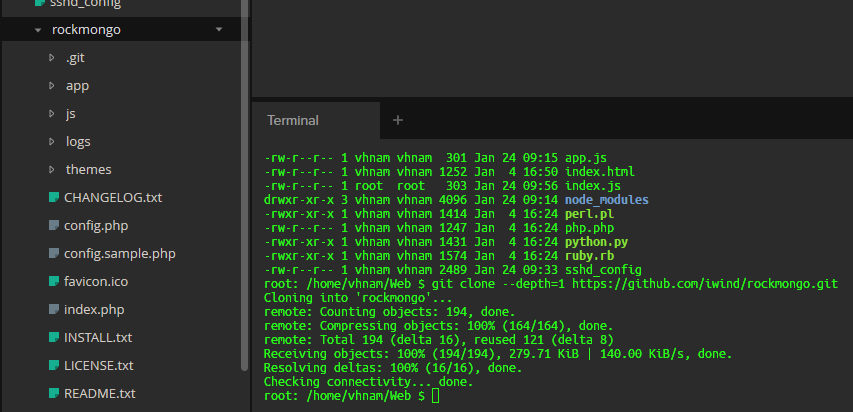 sshd_config
rockmongo
.git
app
js
logs
themes
CHANGELOG.txt
config.php
config.sample.php
favicon.ico
index.php
INSTALL.txt
LICENSE.txt
README.txt
Terminal +
-rw-r--r-- 1 vhnam vhnam  301 Jan 24 09:15 app.js
-rw-r--r-- 1 vhnam vhnam 1252 Jan  4 16:50 index.html
-rw-r--r-- 1 root  root   303 Jan 24 09:56 index.js
drwxr-xr-x 3 vhnam vhnam 4096 Jan 24 09:14 node_modules
-rwxr-xr-x 1 vhnam vhnam 1414 Jan  4 16:24 perl.pl
-rw-r--r-- 1 vhnam vhnam 1247 Jan  4 16:24 php.php
-rwxr-xr-x 1 vhnam vhnam 1431 Jan  4 16:24 python.py
-rwxr-xr-x 1 vhnam vhnam 1574 Jan  4 16:24 ruby.rb
-rw-r--r-- 1 vhnam vhnam 2489 Jan 24 09:33 sshd_config
root: /home/vhnam/Web $ git clone --depth=1 https://github.com/iwind/rockmongo.git
Cloning into 'rockmongo'...
remote: Counting objects: 194, done.
remote: Compressing objects: 100% (164/164), done.
remote: Total 194 (delta 16), reused 121 (delta 8)
Receiving objects: 100% (194/194), 279.71 KiB | 140.00 KiB/s, done.
Resolving deltas: 100% (16/16), done.
Checking connectivity... done.
root: /home/vhnam/Web $